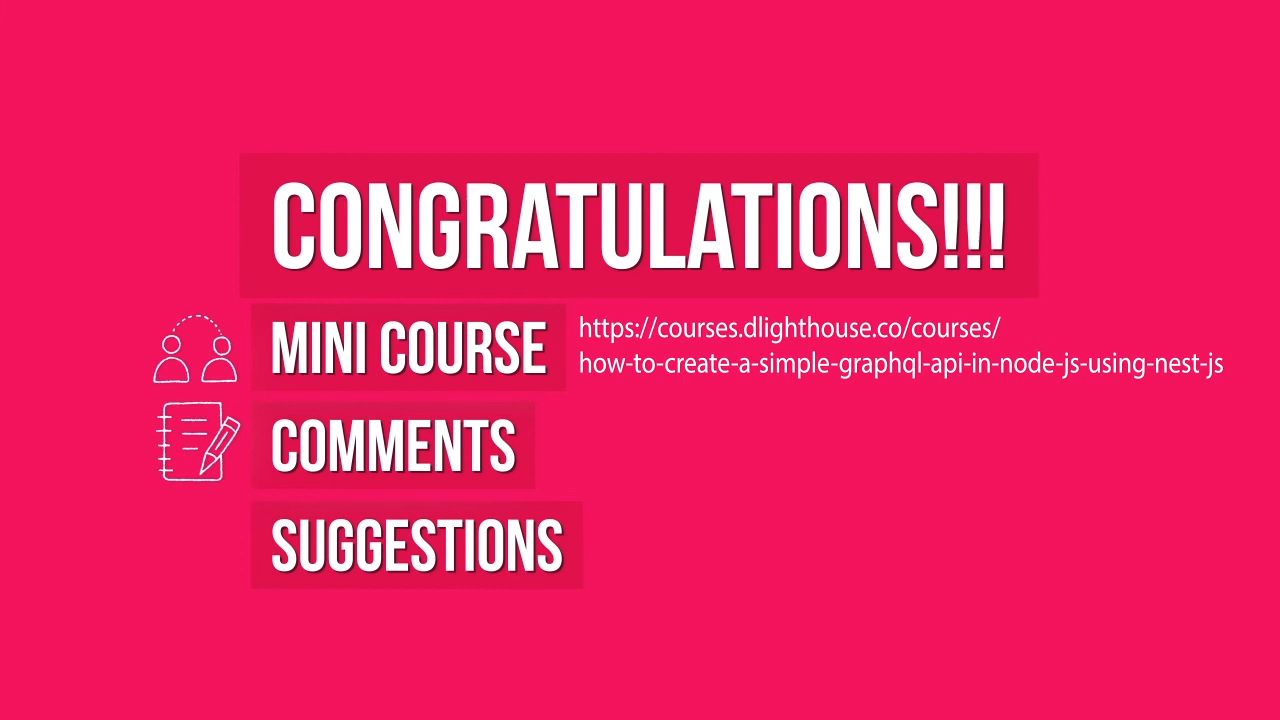 CONGRATULATIONS!!!
MINI COURSE
https://courses.dlighthouse.co/courses/
how-to-create-a-simple-graphql-api-in-node-js-using-nest-js
COMMENTS
SUGGESTIONS